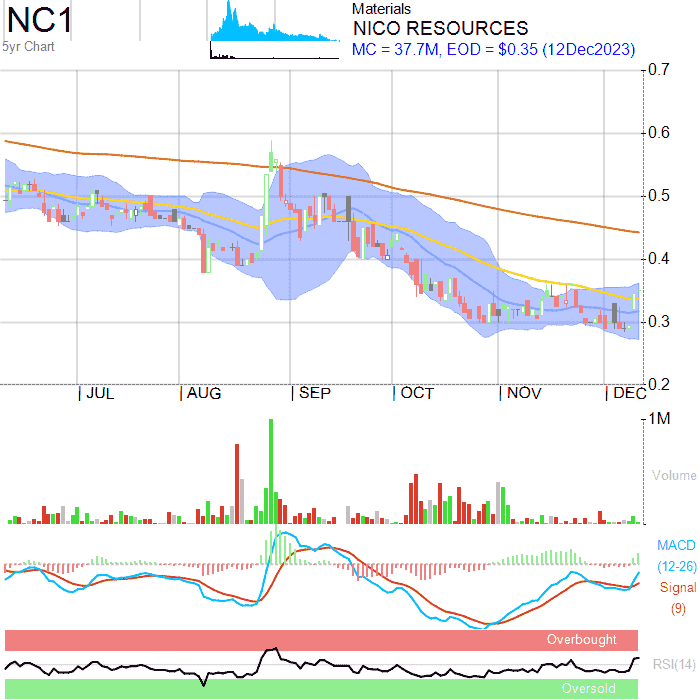 NC1
5yr Chart
Materials
NICO RESOURCES
MC = 37.7M, EOD = $0.35 (12Dec2023)
0.7
0.6
0.5
0.4
0.3
0.2
JUL AUG SEP OCT NOV DEC
1M
Volume
MACD
(12-26)
Signal
(9)
Overbought
RSI(14)
Oversold